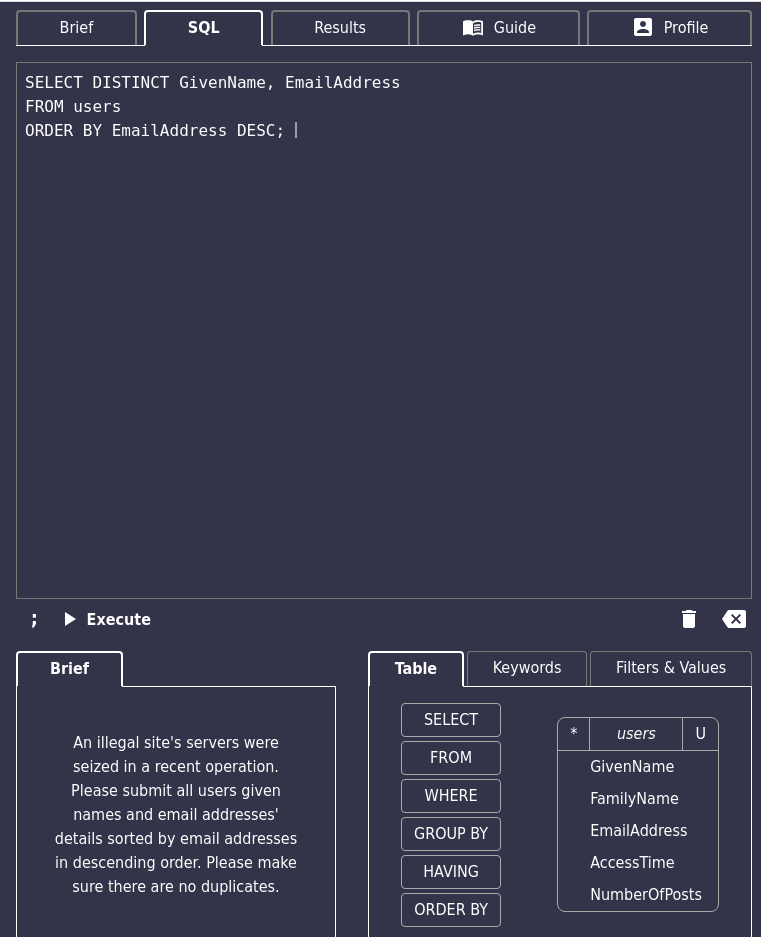 Brief
SQL
Results
Guide
Profile
SELECT DISTINCT GivenName, EmailAddress
FROM users
ORDER BY EmailAddress DESC;
;
Execute
Brief
An illegal site's servers were
seized in a recent operation.
Please submit all users given
names and email addresses'
details sorted by email addresses
in descending order. Please make
sure there are no duplicates.
Table
Keywords
Filters & Values
SELECT
FROM
WHERE
GROUP BY
HAVING
ORDER BY
* users U
GivenName
FamilyName
EmailAddress
AccessTime
NumberOfPosts